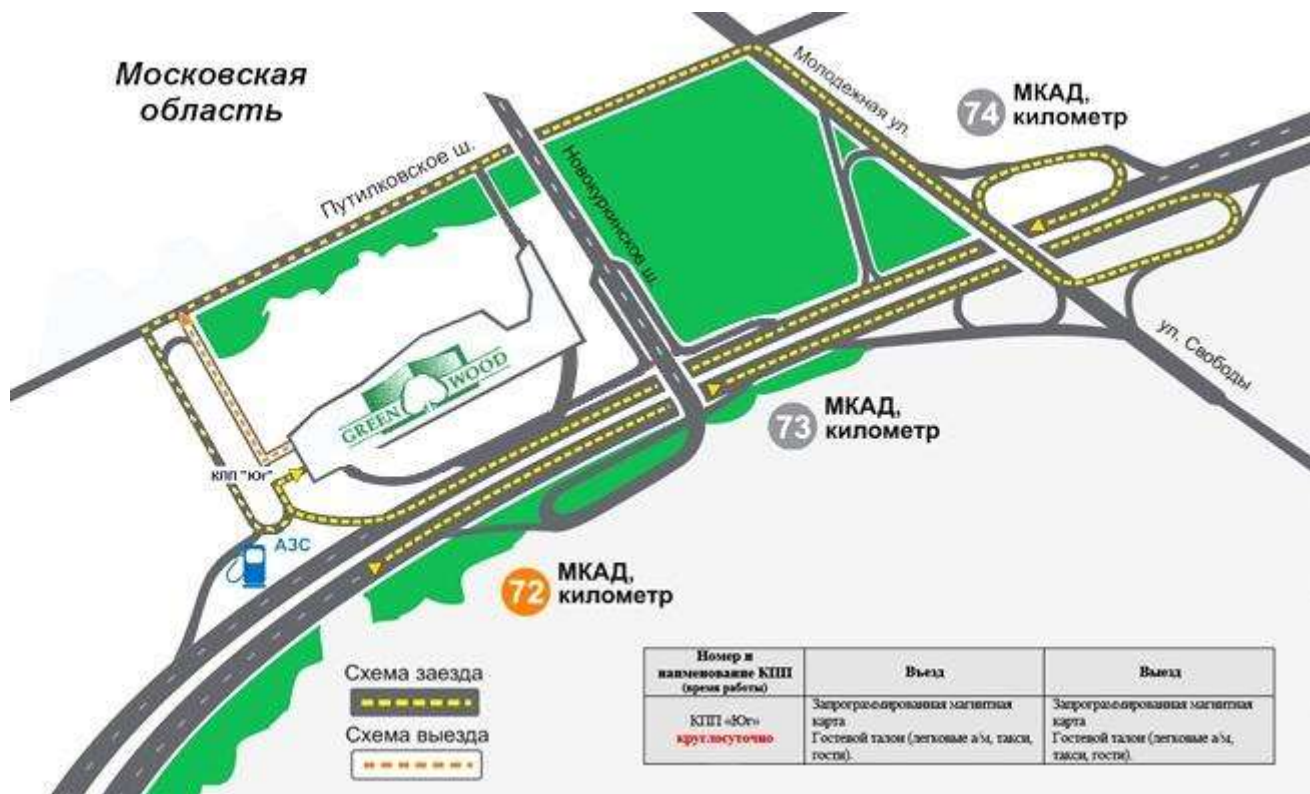 Московская
область
Молодежная ул.
74
МКАД,
километр
Путилковское ш.
Новокуркинское ш.
ул. Свободы
GREEN WOOD
73
МКАД,
километр
КПП "Юг"
АЗС
72
МКАД,
километр
Схема заезда
Схема выезда
Номер и
наименование КПП
(время работы)
Въезд
Выезд
КПП «Юг»
круглосуточно
Запрограммированная магнитная
карта
Гостевой талон (легковые а/м, такси,
гости).
Запрограммированная магнитная
карта
Гостевой талон (легковые а/м,
такси, гости).